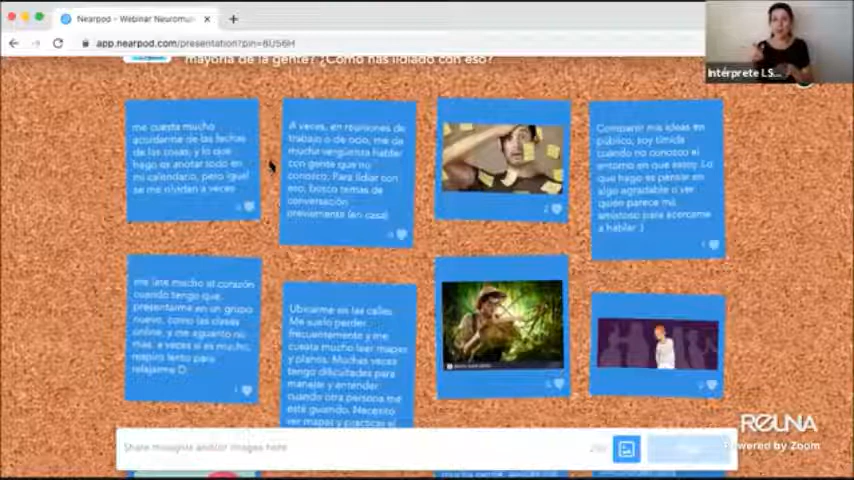 Nearpod - Webinar Neuromu
app.nearpod.com/presentation?pin=8U56H
mayoría de la gente? ¿Cómo has lidiado con eso?
Intérprete LS...
me cuesta mucho
acordarme de las fechas
de las cosas, y lo que
hago es anotar todo en
mi calendario, pero igual
se me olvidan a veces
A veces, en reuniones de
trabajo o de ocio, me da
mucha vergüenza hablar
con gente que no
conozco. Para lidiar con
eso, busco temas de
conversación
previamente (en casa)
Compartir mis ideas en
público, soy tímida
cuando no conozco el
entorno en que estoy. Lo
que hago es pensar en
algo agradable o ver
quién parece más
amistoso para acercarme
a hablar :)
me late mucho el corazón
cuando tengo que
presentarme en un grupo
nuevo, como las clases
online, y me aguanto no
mas, a veces si es mucho,
respiro lento para
relajarme :D
Ubicarme en las calles.
Me suelo perder
frecuentemente y me
cuesta mucho leer mapas
y planos. Muchas veces
tengo dificultades para
manejar y entender
cuando otra persona me
está guiando. Necesito
ver mapas y practicar el
Share thoughts and/or images here
REUNA
Powered by Zoom